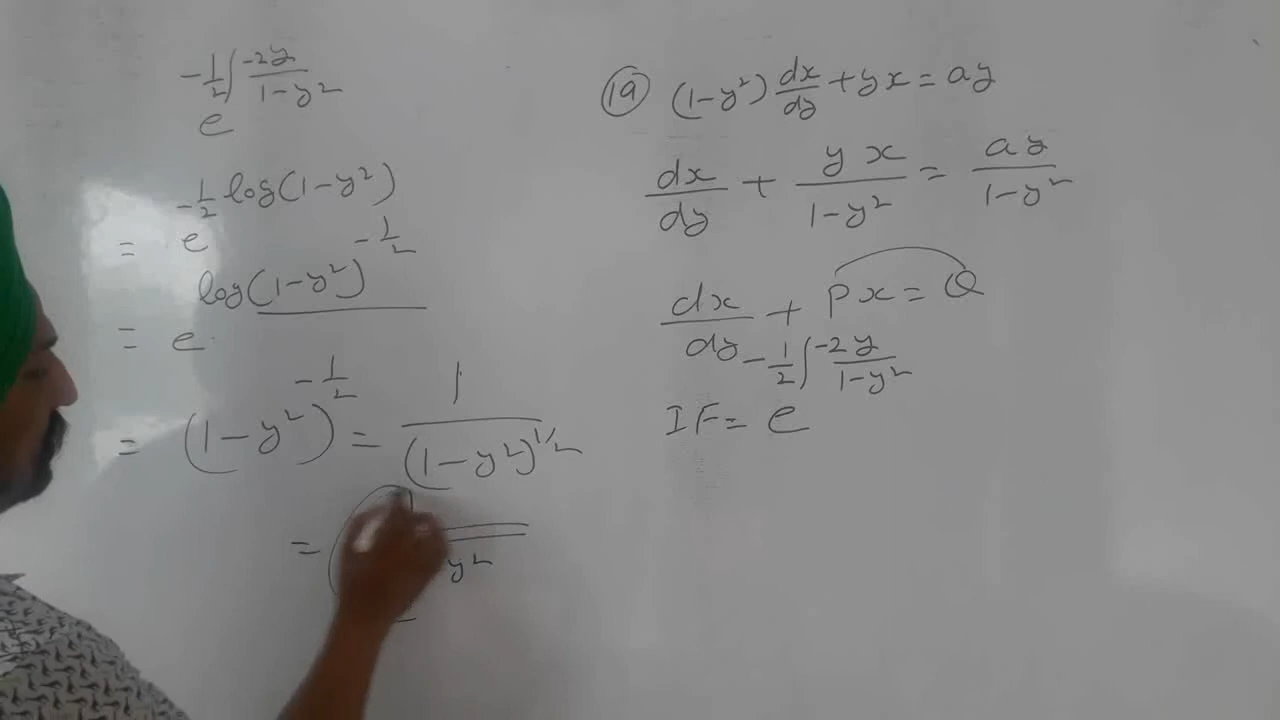 -1/2 ∫ -2y/1-y²
e
-1/2 log(1-y²)
= e
log(1-y²)^-1/2
= e
= (1-y²)^-1/2 = 1/(1-y²)^1/2
= y²
(19) (1-y²) dx/dy + yx = ay
dx/dy + yx/1-y² = ay/1-y²
dx/dy + Px = Q
-1/2 ∫ -2y/1-y²
IF = e